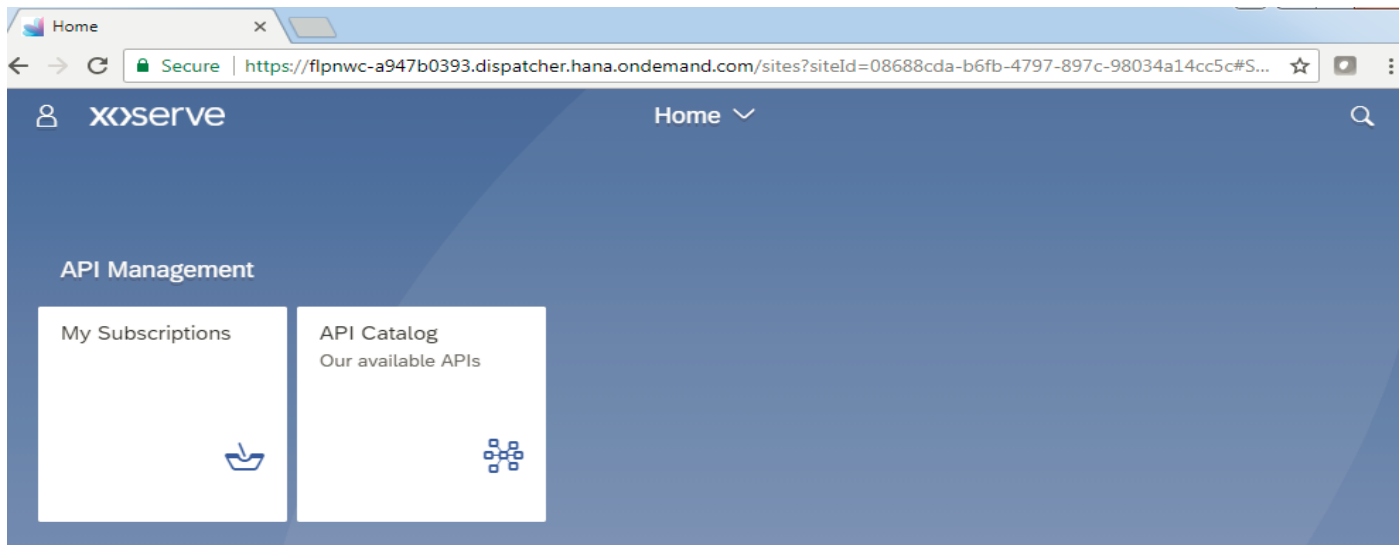 Home
Secure | https://flpnwc-a947b0393.dispatcher.hana.ondemand.com/sites?siteId=08688cda-b6fb-4797-897c-98034a14cc5c#S...
xoserve
Home
API Management
My Subscriptions
API Catalog
Our available APIs